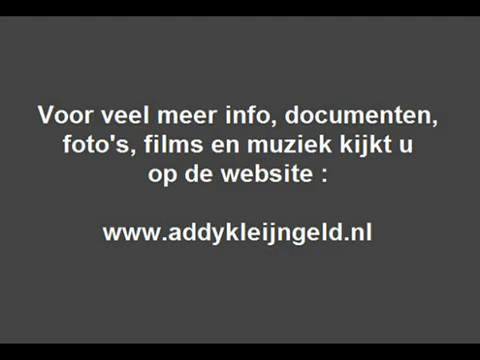 Voor veel meer info, documenten,
foto's, films en muziek kijkt u
op de website :
www.addykleijngeld.nl